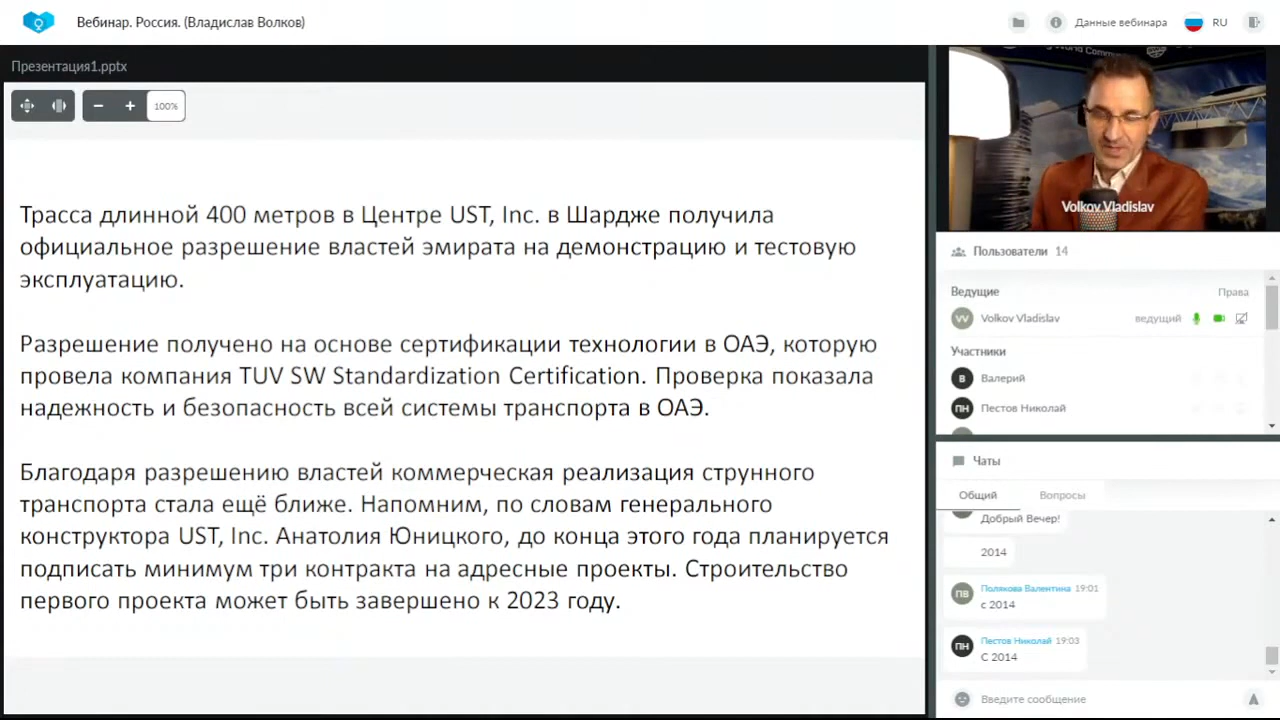 Вебинар. Россия. (Владислав Волков)
Данные вебинара
RU
Презентация1.pptx
100%
Трасса длинной 400 метров в Центре UST, Inc. в Шардже получила
официальное разрешение властей эмирата на демонстрацию и тестовую
эксплуатацию.
Разрешение получено на основе сертификации технологии в ОАЭ, которую
провела компания TUV SW Standardization Certification. Проверка показала
надежность и безопасность всей системы транспорта в ОАЭ.
Благодаря разрешению властей коммерческая реализация струнного
транспорта стала ещё ближе. Напомним, по словам генерального
конструктора UST, Inc. Анатолия Юницкого, до конца этого года планируется
подписать минимум три контракта на адресные проекты. Строительство
первого проекта может быть завершено к 2023 году.
Volkov Vladislav
Пользователи 14
Ведущие
Права
VV
Volkov Vladislav
ведущий
Участники
В
Валерий
ПН
Пестов Николай
Чаты
Общий
Вопросы
Добрый Вечер!
2014
ПВ
Полякова Валентина 19:01
с 2014
ПН
Пестов Николай 19:03
С 2014
Введите сообщение